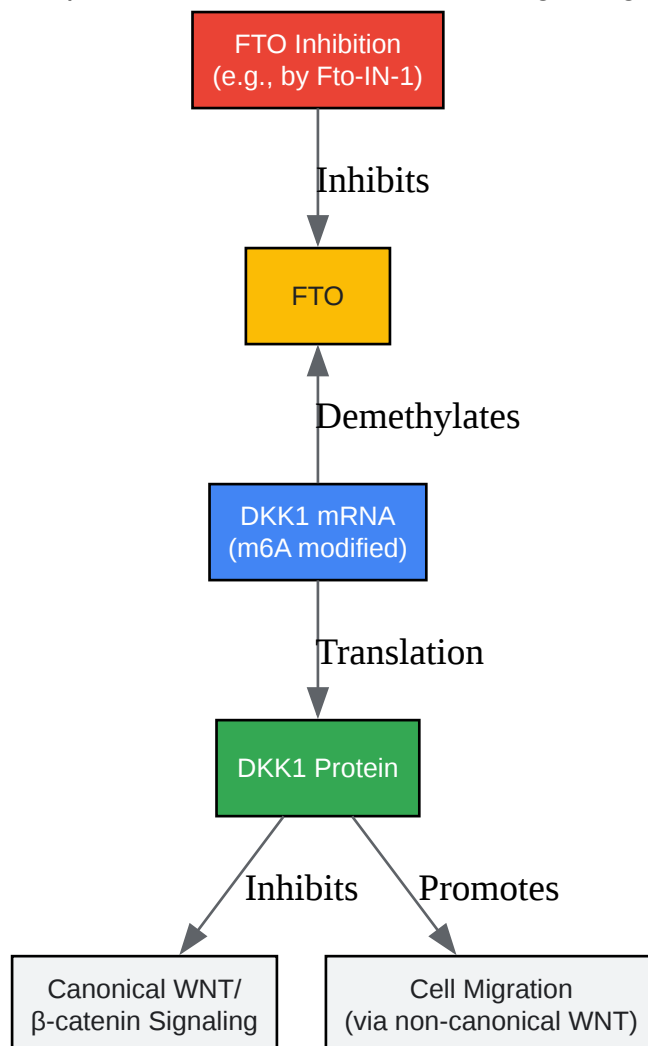 FTO Inhibition
(e.g., by Fto-IN-1)
Inhibits
FTO
Demethylates
DKK1 mRNA
(m6A modified)
Translation
DKK1 Protein
Inhibits Promotes
Canonical WNT/
β-catenin Signaling
Cell Migration
(via non-canonical WNT)